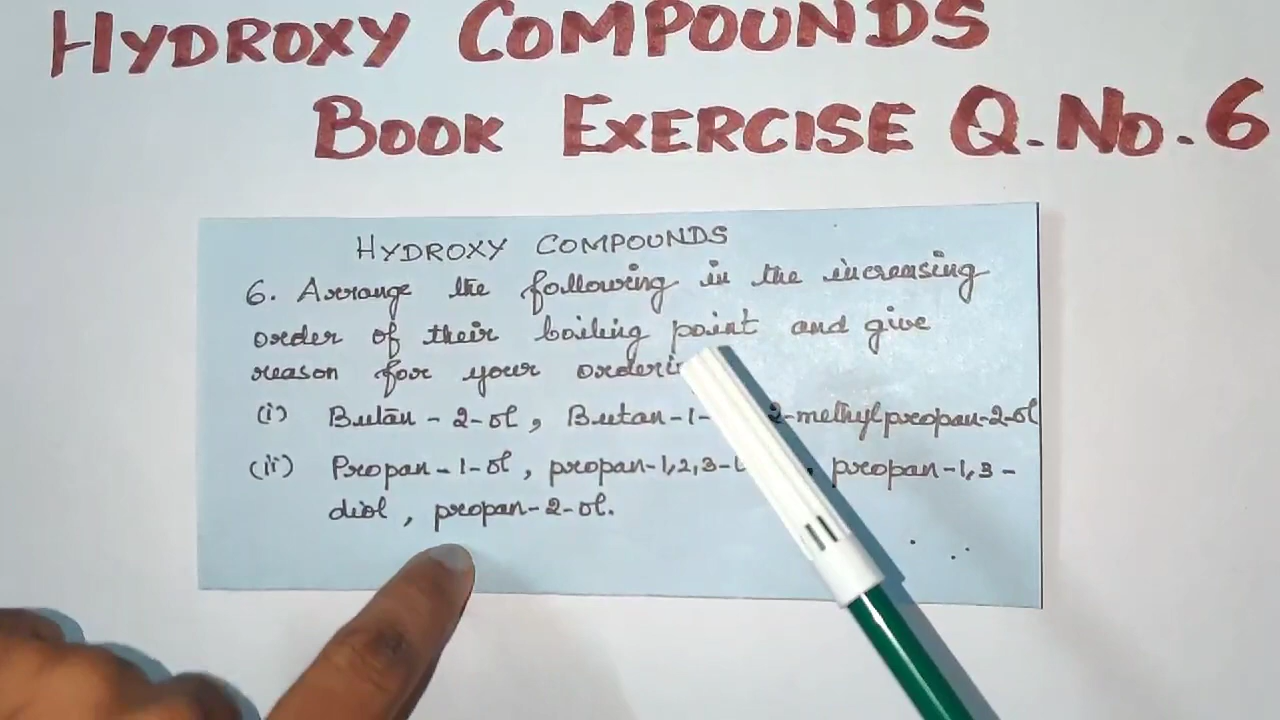 HYDROXY COMPOUNDS
BOOK EXERCISE Q.NO.6
HYDROXY COMPOUNDS
6. Arrange the following in the increasing
order of their boiling point and give
reason for your
(i) Butan-2-ol, Butan-1- 2-methylpropan-2-ol
(ii) Propan-1-ol, propan-1,2,3- propan-1,3-
diol, propan-2-ol.